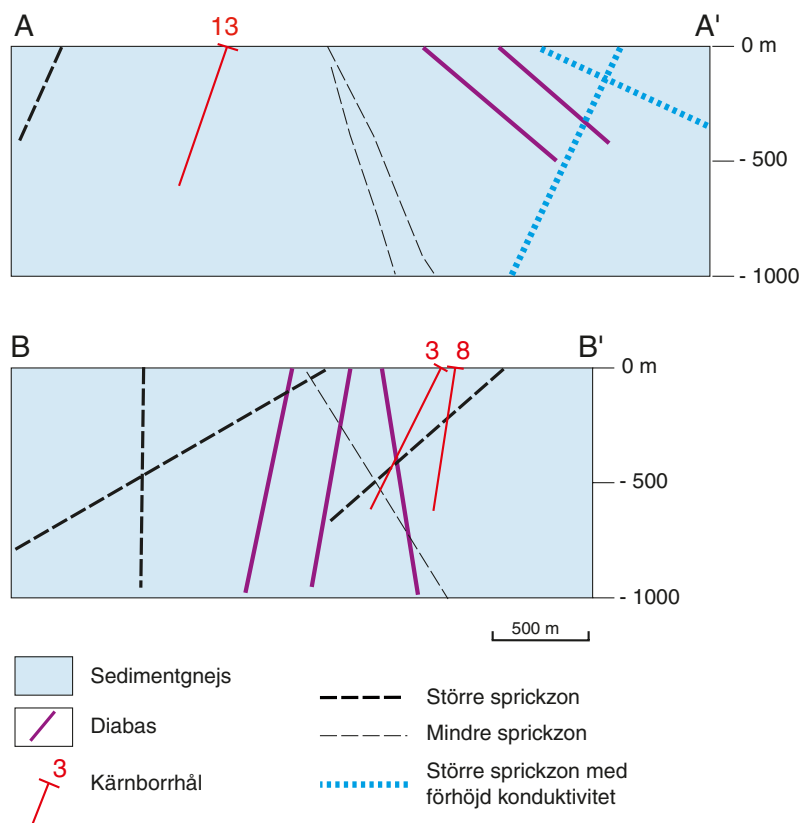 A
13
A'
0 m
- 500
- 1000
B
3
8
B'
0 m
- 500
- 1000
500 m
Sedimentgnejs
Diabas
3
Kärnborrhål
Större sprickzon
Mindre sprickzon
Större sprickzon med
förhöjd konduktivitet